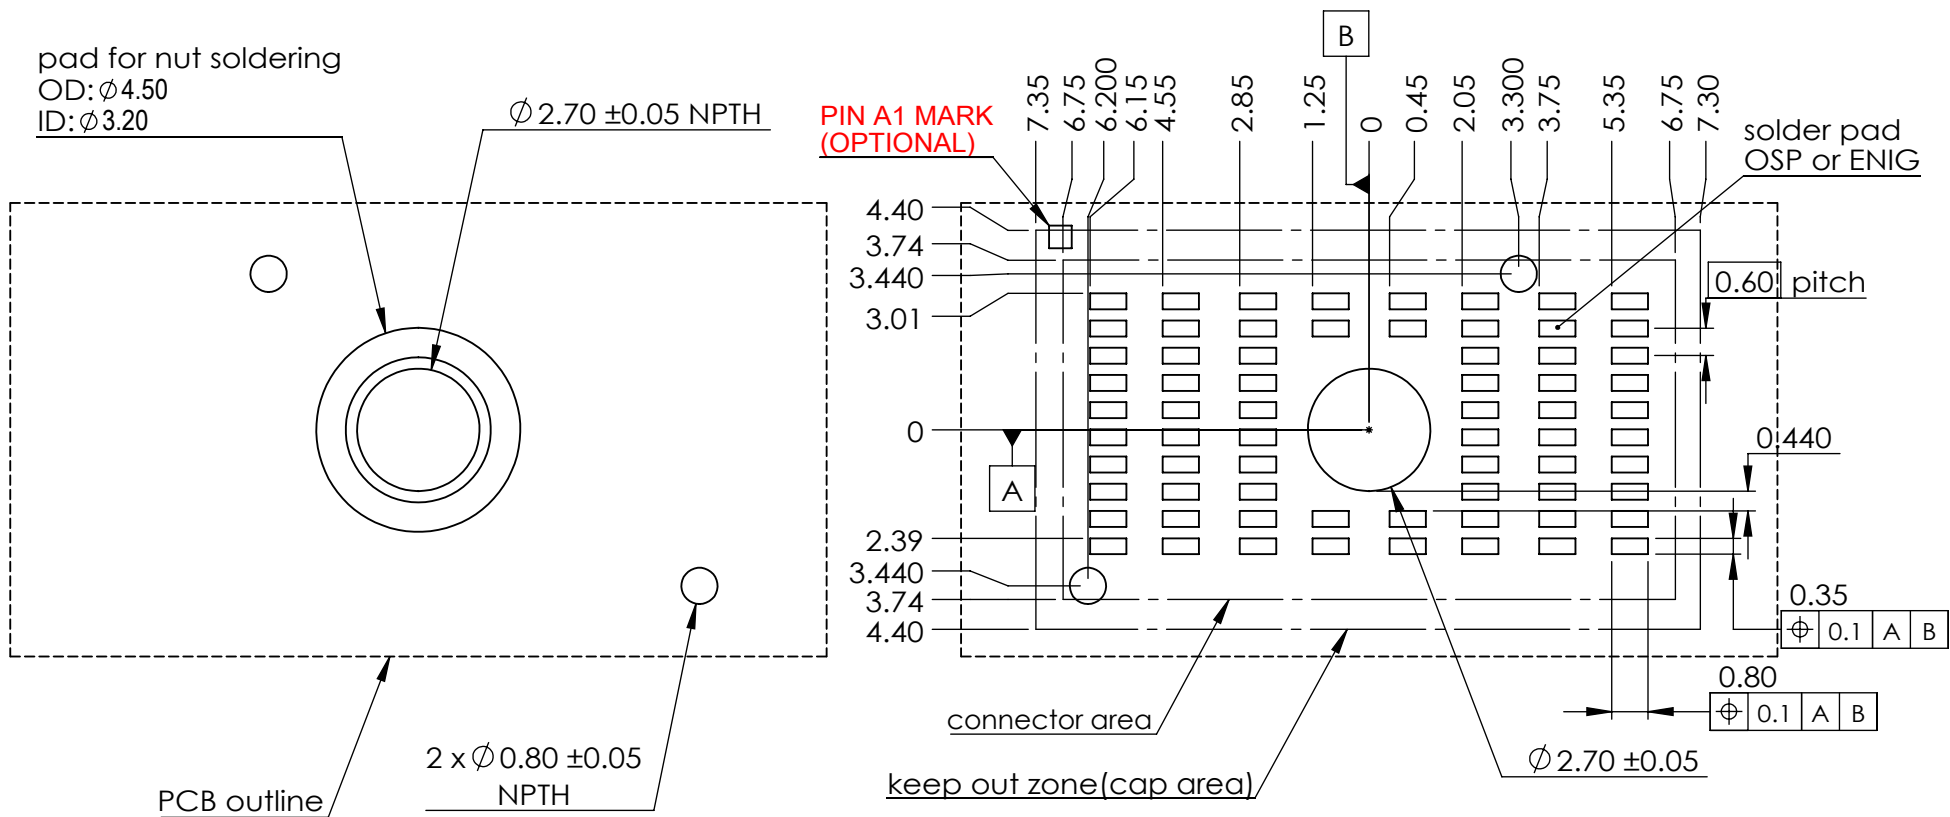 pad for nut soldering
OD:∅4.50
ID:∅3.20
∅2.70 ±0.05 NPTH
2 x ∅0.80 ±0.05
NPTH
PCB outline
PIN A1 MARK
(OPTIONAL)
B
7.35
6.75
6.200
6.15
4.55
2.85
1.25
0
0.45
2.05
3.300
3.75
5.35
6.75
7.30
solder pad
OSP or ENIG
4.40
3.74
3.440
3.01
0
2.39
3.440
3.74
4.40
A
0.60 pitch
0.440
0.35
⌖ 0.1 A B
0.80
⌖ 0.1 A B
∅2.70 ±0.05
connector area
keep out zone(cap area)